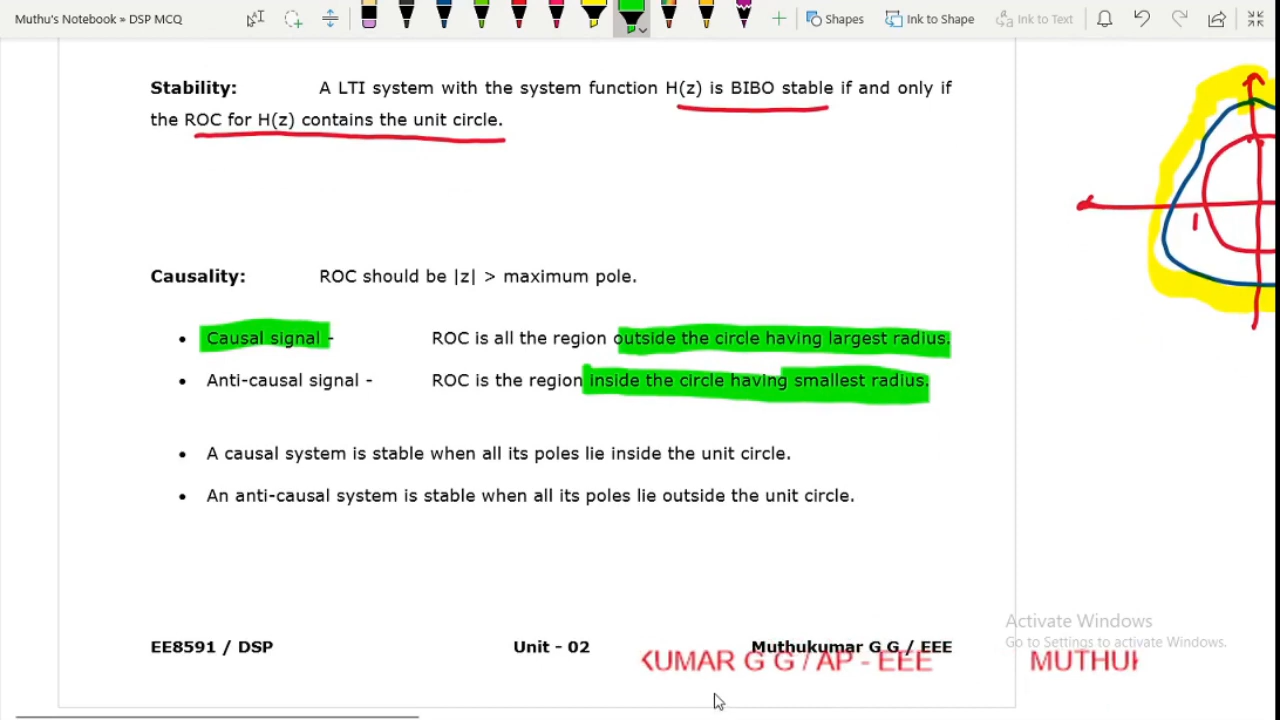 Muthu's Notebook » DSP MCQ
Shapes
Ink to Shape
Ink to Text
Stability: A LTI system with the system function H(z) is BIBO stable if and only if
the ROC for H(z) contains the unit circle.
Causality: ROC should be |z| > maximum pole.
• Causal signal - ROC is all the region outside the circle having largest radius.
• Anti-causal signal - ROC is the region inside the circle having smallest radius.
• A causal system is stable when all its poles lie inside the unit circle.
• An anti-causal system is stable when all its poles lie outside the unit circle.
1
Activate Windows
Go to Settings to activate Windows.
EE8591 / DSP Unit - 02 Muthukumar G G / EEE
KUMAR G G / AP - EEE MUTHUK